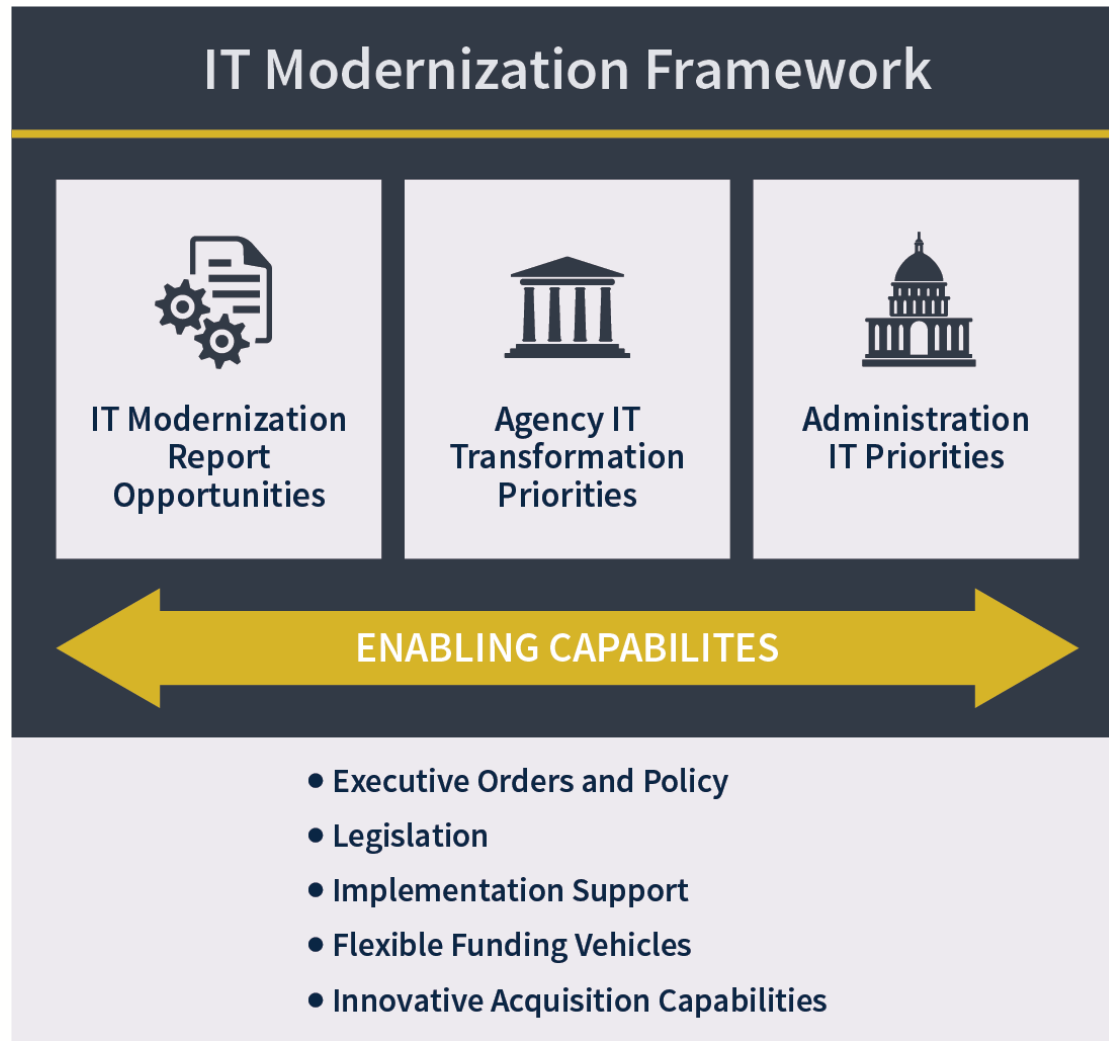 IT Modernization Framework
IT Modernization
Report
Opportunities
Agency IT
Transformation
Priorities
Administration
IT Priorities
ENABLING CAPABILITES
• Executive Orders and Policy
• Legislation
• Implementation Support
• Flexible Funding Vehicles
• Innovative Acquisition Capabilities